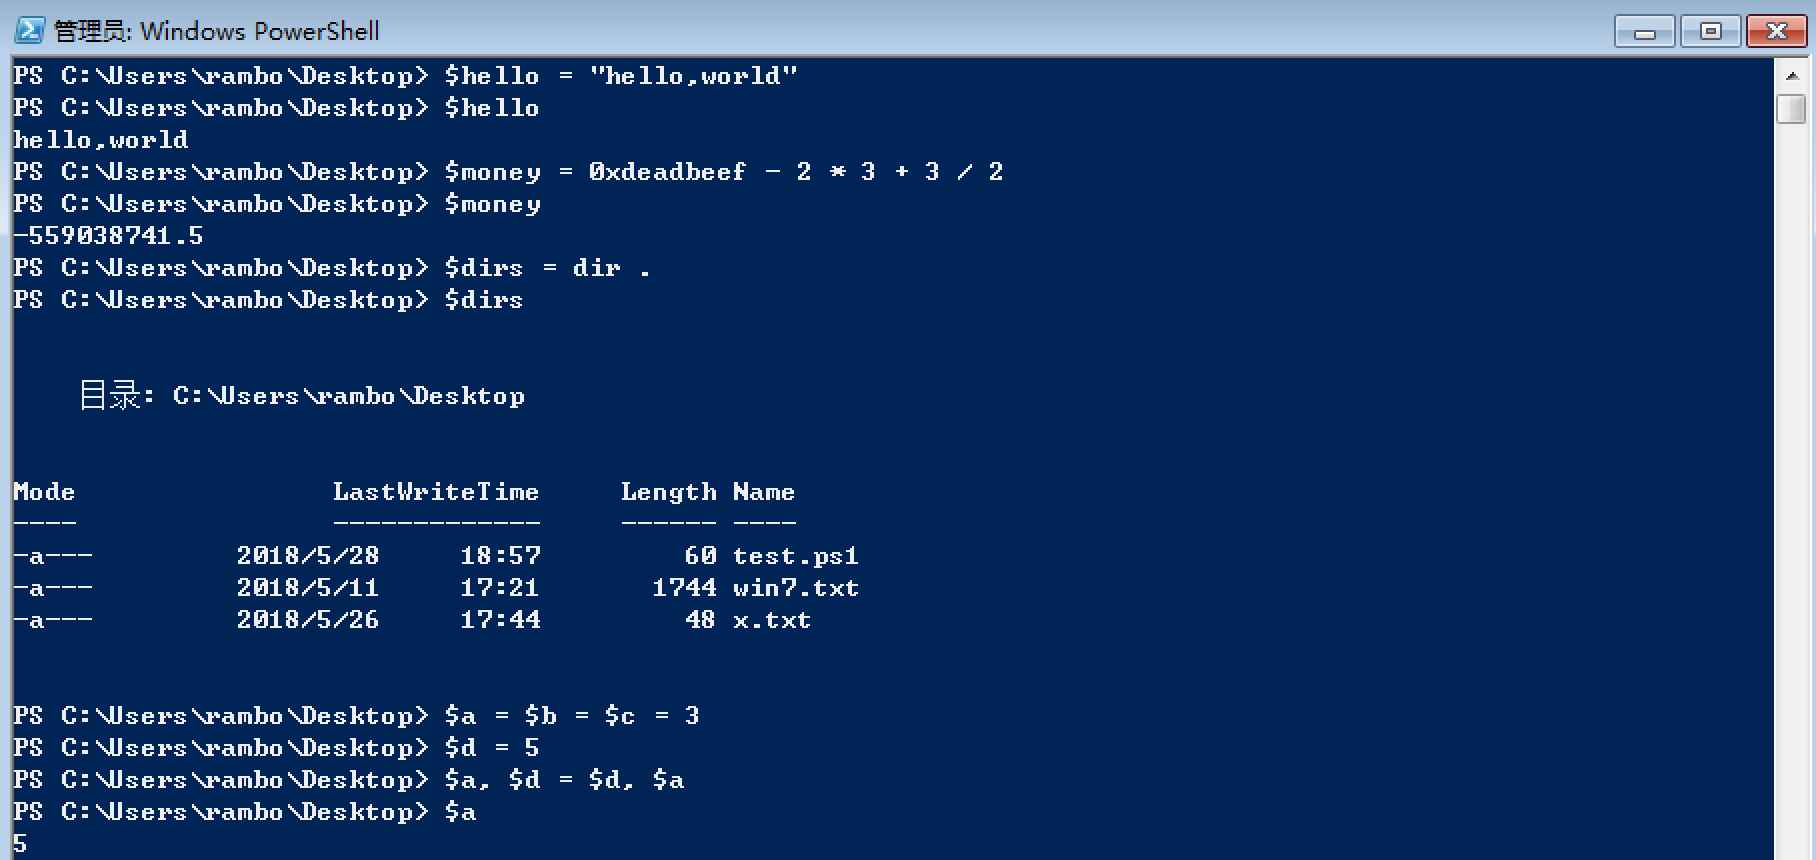 管理员: Windows PowerShell
PS C:\Users\rambo\Desktop> $hello = "hello,world"
PS C:\Users\rambo\Desktop> $hello
hello,world
PS C:\Users\rambo\Desktop> $money = 0xdeadbeef - 2 * 3 + 3 / 2
PS C:\Users\rambo\Desktop> $money
-559038741.5
PS C:\Users\rambo\Desktop> $dirs = dir .
PS C:\Users\rambo\Desktop> $dirs
目录: C:\Users\rambo\Desktop
Mode                LastWriteTime     Length Name
----                -------------     ------ ----
-a---         2018/5/28     18:57         60 test.ps1
-a---         2018/5/11     17:21       1744 win7.txt
-a---         2018/5/26     17:44         48 x.txt
PS C:\Users\rambo\Desktop> $a = $b = $c = 3
PS C:\Users\rambo\Desktop> $d = 5
PS C:\Users\rambo\Desktop> $a, $d = $d, $a
PS C:\Users\rambo\Desktop> $a
5